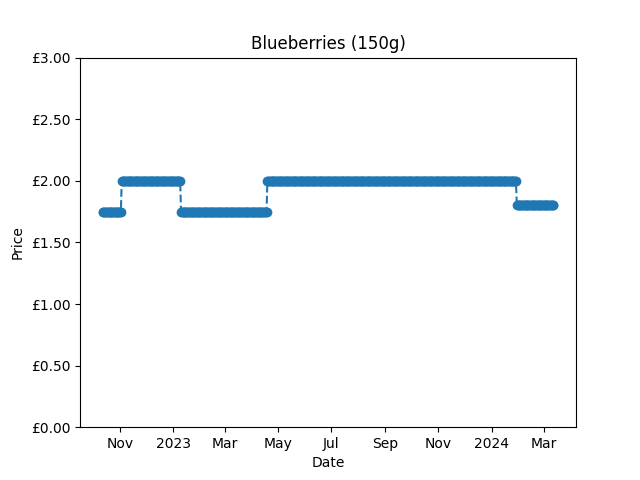 Blueberries (150g)
£3.00
£2.50
£2.00
£1.50
£1.00
£0.50
£0.00
Price
Nov 2023 Mar May Jul Sep Nov 2024 Mar
Date